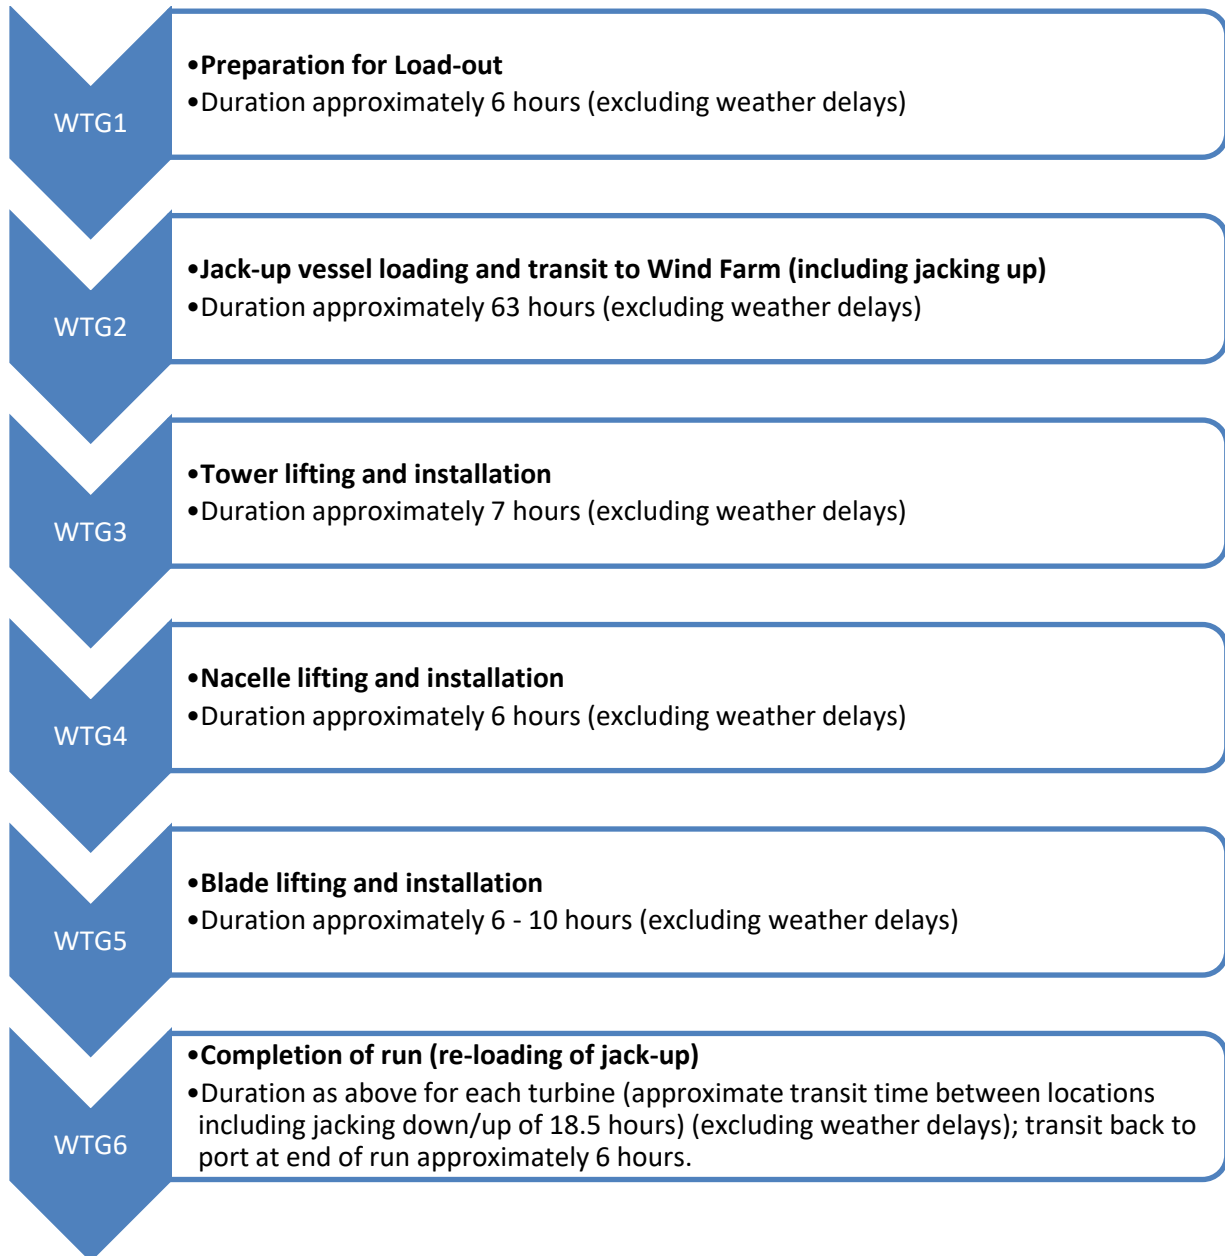 WTG1
•Preparation for Load-out
•Duration approximately 6 hours (excluding weather delays)
WTG2
•Jack-up vessel loading and transit to Wind Farm (including jacking up)
•Duration approximately 63 hours (excluding weather delays)
WTG3
•Tower lifting and installation
•Duration approximately 7 hours (excluding weather delays)
WTG4
•Nacelle lifting and installation
•Duration approximately 6 hours (excluding weather delays)
WTG5
•Blade lifting and installation
•Duration approximately 6 - 10 hours (excluding weather delays)
WTG6
•Completion of run (re-loading of jack-up)
•Duration as above for each turbine (approximate transit time between locations
including jacking down/up of 18.5 hours) (excluding weather delays); transit back to
port at end of run approximately 6 hours.